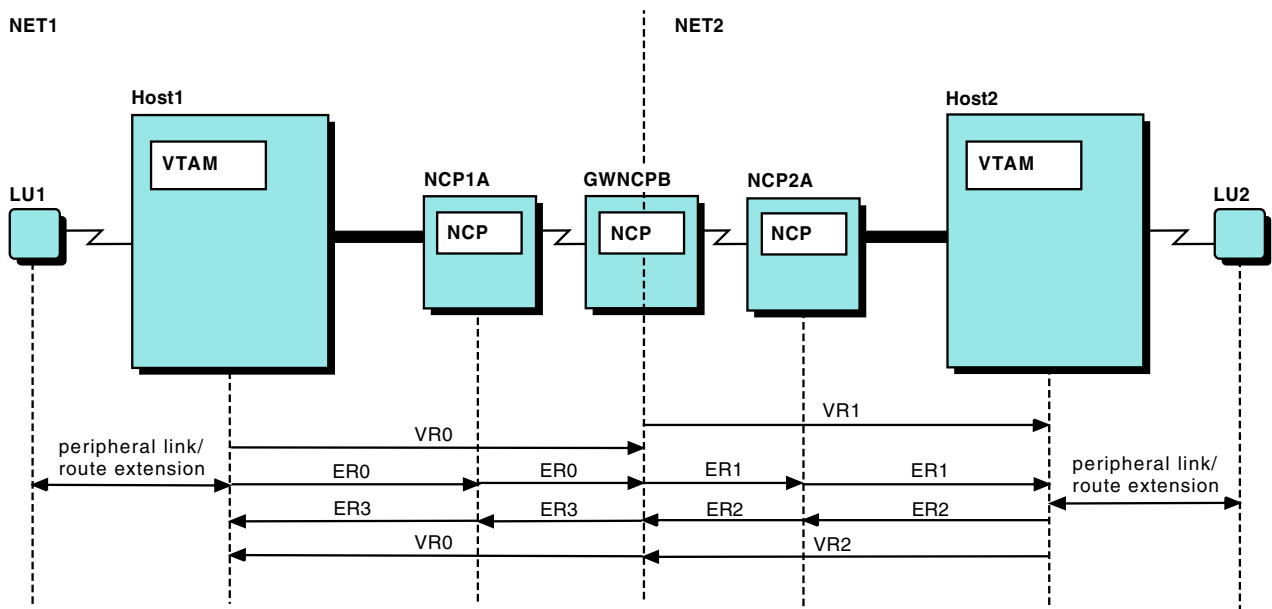 NET1
NET2
Host1
Host2
VTAM
VTAM
NCP1A
GWNCPB
NCP2A
LU1
LU2
NCP
NCP
NCP
VR1
VR0
peripheral link/
route extension
peripheral link/
route extension
ER0
ER0
ER1
ER1
ER3
ER3
ER2
ER2
VR0
VR2